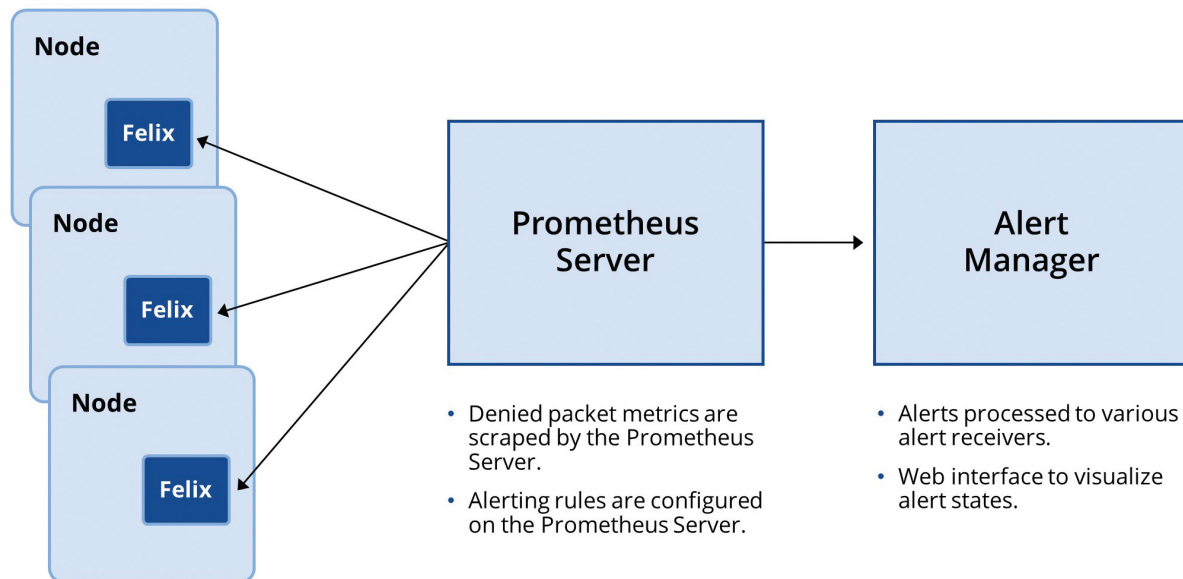 Node
Felix
Node
Felix
Node
Felix
Prometheus
Server
• Denied packet metrics are
scraped by the Prometheus
Server.
• Alerting rules are configured
on the Prometheus Server.
Alert
Manager
• Alerts processed to various
alert receivers.
• Web interface to visualize
alert states.